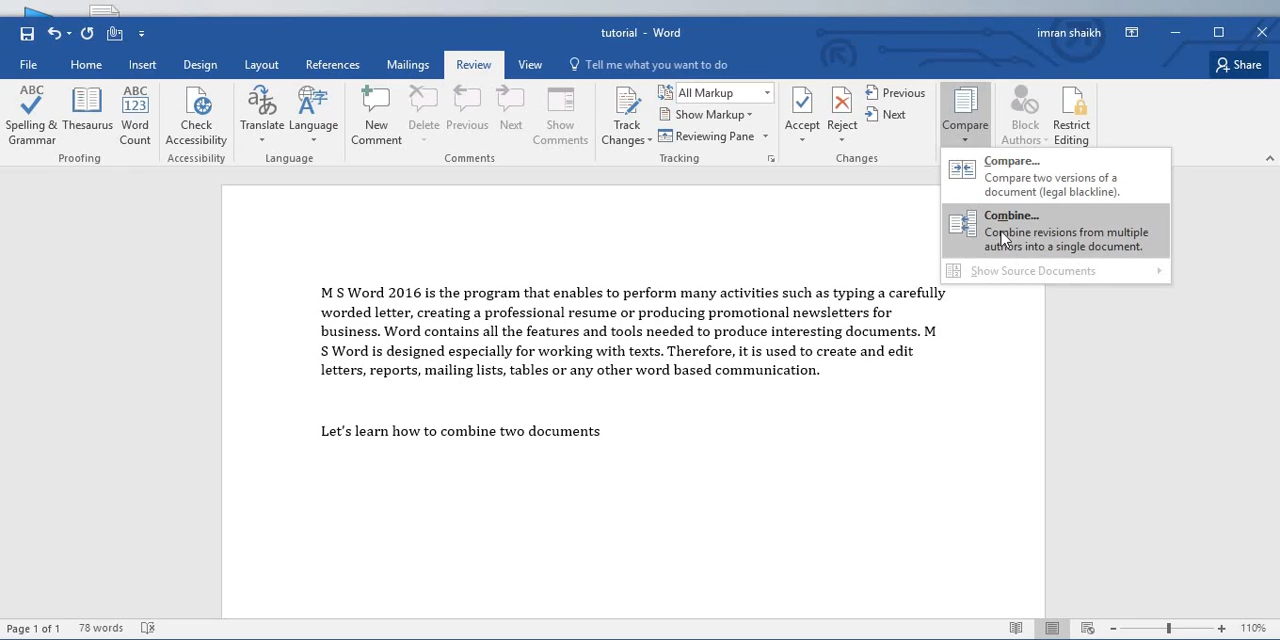 tutorial - Word
imran shaikh
File Home Insert Design Layout References Mailings Review View Tell me what you want to do Share
ABC
Spelling & Grammar
Thesaurus
ABC 123
Word Count
Check Accessibility
Translate
Language
New Comment
Delete
Previous
Next
Show Comments
Track Changes
All Markup
Show Markup
Reviewing Pane
Accept
Reject
Previous
Next
Compare
Block Authors
Restrict Editing
Proofing
Accessibility
Language
Comments
Tracking
Changes
Compare...
Compare two versions of a
document (legal blackline).
Combine...
Combine revisions from multiple
authors into a single document.
Show Source Documents
M S Word 2016 is the program that enables to perform many activities such as typing a carefully
worded letter, creating a professional resume or producing promotional newsletters for
business. Word contains all the features and tools needed to produce interesting documents. M
S Word is designed especially for working with texts. Therefore, it is used to create and edit
letters, reports, mailing lists, tables or any other word based communication.
Let's learn how to combine two documents
Page 1 of 1 78 words
110%